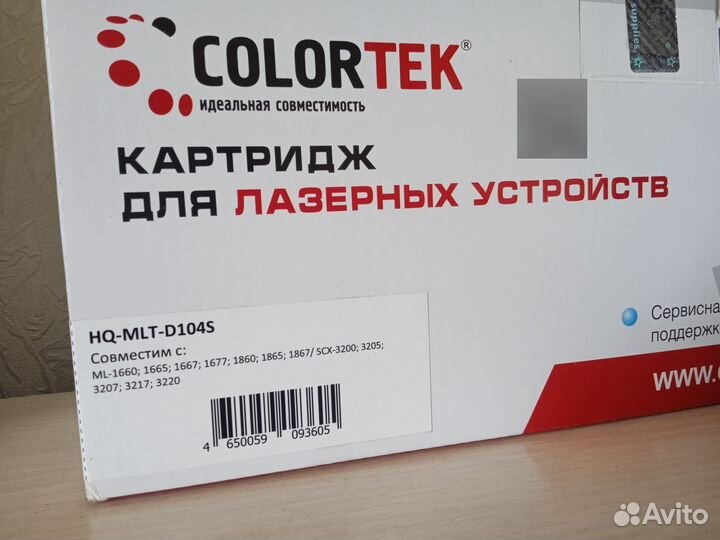 supplies
COLORTEK®
идеальная совместимость
КАРТРИДЖ
ДЛЯ ЛАЗЕРНЫХ УСТРОЙСТВ
HQ-MLT-D104S
Совместим с:
ML-1660; 1665; 1667; 1677; 1860; 1865; 1867/ SCX-3200; 3205;
3207; 3217; 3220
4 650059 093605
Сервисна
поддержк
www.
Avito